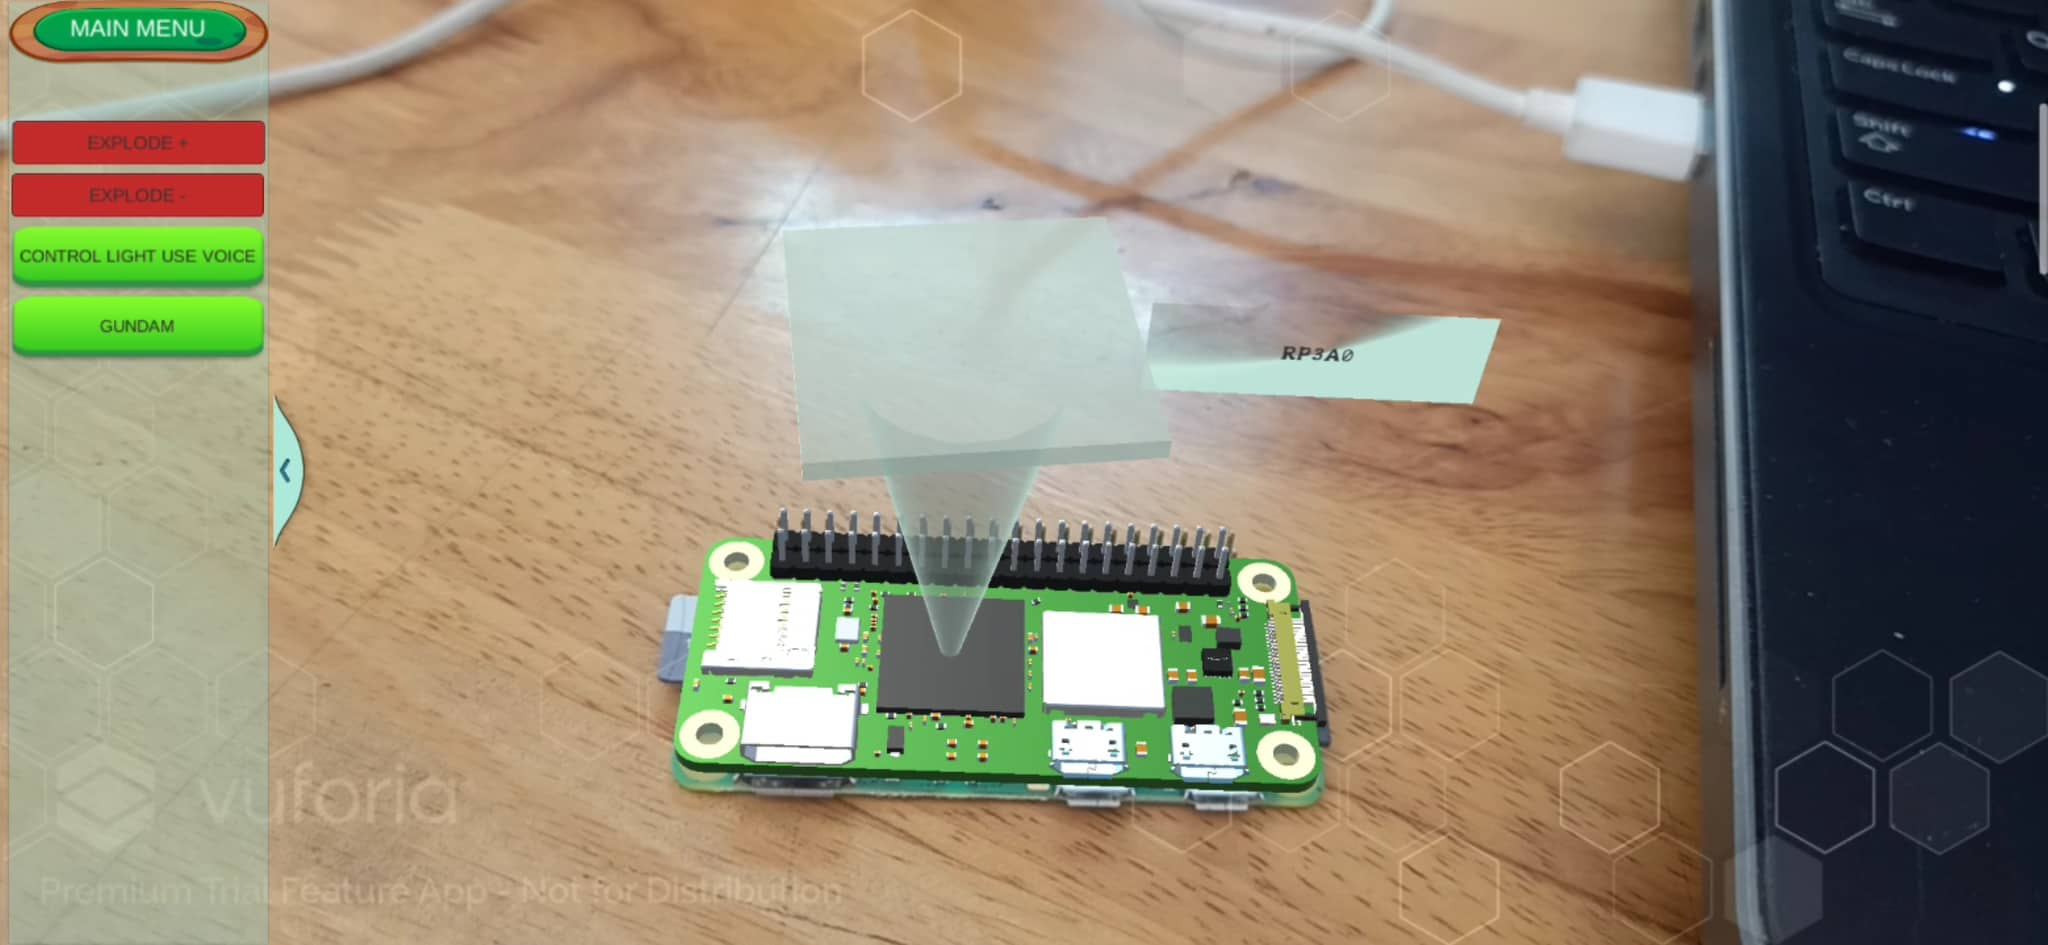 MAIN MENU
EXPLODE +
EXPLODE -
CONTROL LIGHT USE VOICE
GUNDAM
RP3A0
Caps Lock
Shift
Ctrl
vuforia
Premium Trial Feature App - Not for Distribution